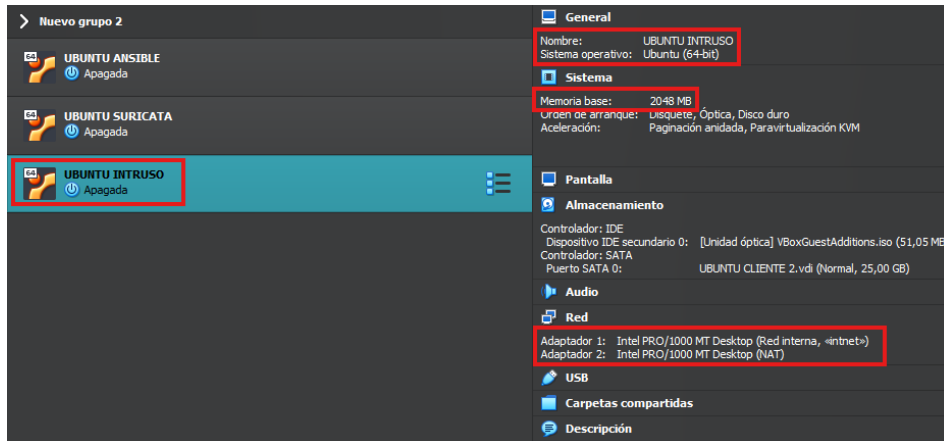 Nuevo grupo 2
64
UBUNTU ANSIBLE
Apagada
64
UBUNTU SURICATA
Apagada
64
UBUNTU INTRUSO
Apagada
General
Nombre: UBUNTU INTRUSO
Sistema operativo: Ubuntu (64-bit)
Sistema
Memoria base: 2048 MB
Orden de arranque: Disquete, Óptica, Disco duro
Aceleración: Paginación anidada, Paravirtualización KVM
Pantalla
Almacenamiento
Controlador: IDE
Dispositivo IDE secundario 0: [Unidad óptica] VBoxGuestAdditions.iso (51,05 MB
Controlador: SATA
Puerto SATA 0: UBUNTU CLIENTE 2.vdi (Normal, 25,00 GB)
Audio
Red
Adaptador 1: Intel PRO/1000 MT Desktop (Red interna, «intnet»)
Adaptador 2: Intel PRO/1000 MT Desktop (NAT)
USB
Carpetas compartidas
Descripción